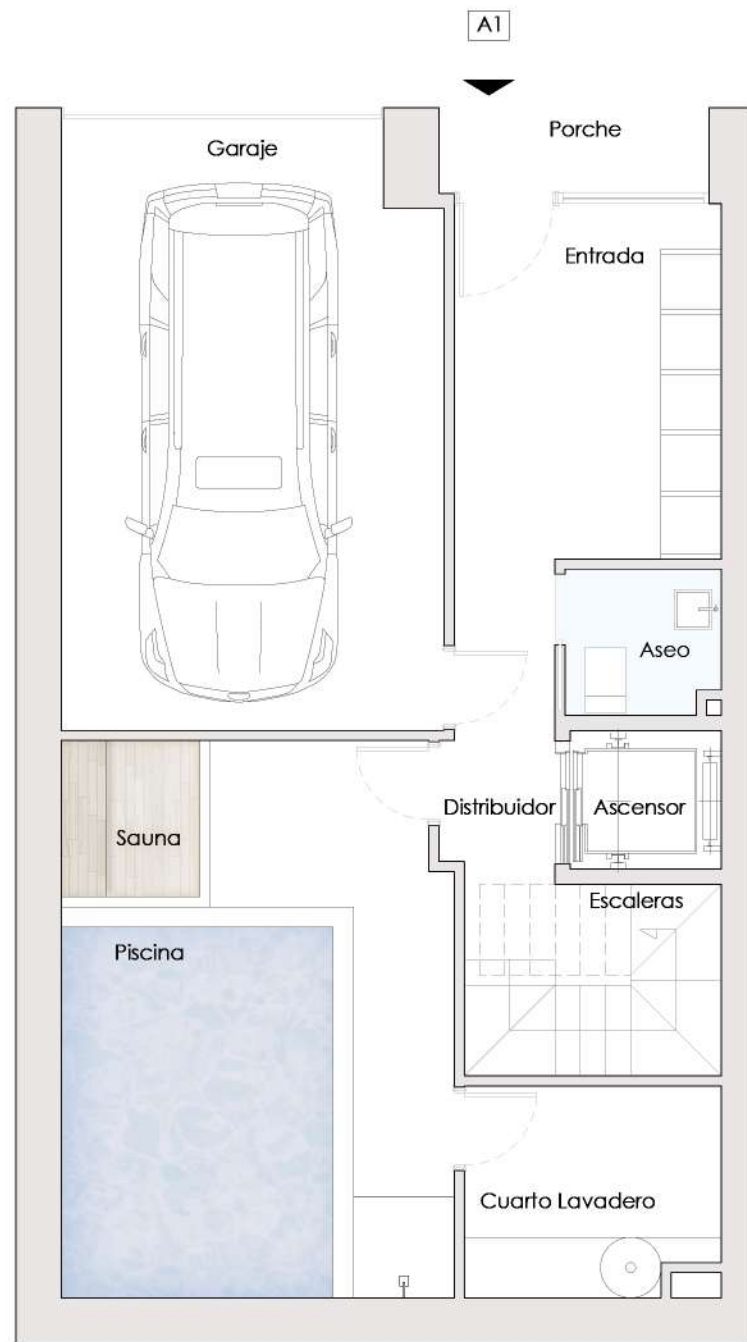 A1
Porche
Garaje
Entrada
Aseo
Distribuidor
Ascensor
Sauna
Escaleras
Piscina
Cuarto Lavadero